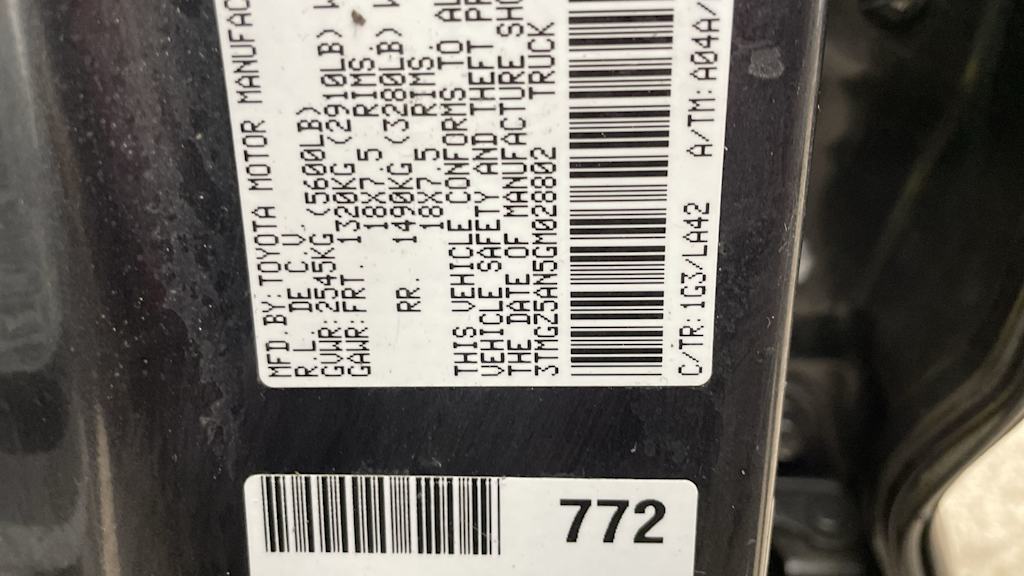 MFD BY: TOYOTA MOTOR MANUFAC
R.L. DE C.V.
GVWR: 2545KG (5600LB)
GAWR: FRT. 1320KG (2910LB) W
18X7.5 RIMS.
RR. 1490KG (3280LB) W
18X7.5 RIMS.
THIS VEHICLE CONFORMS TO AL
VEHICLE SAFETY AND THEFT PR
THE DATE OF MANUFACTURE SHO
3TMGZ5AN5GM028802 TRUCK
C/TR: 1G3/LA42 A/TM: A04A/
772